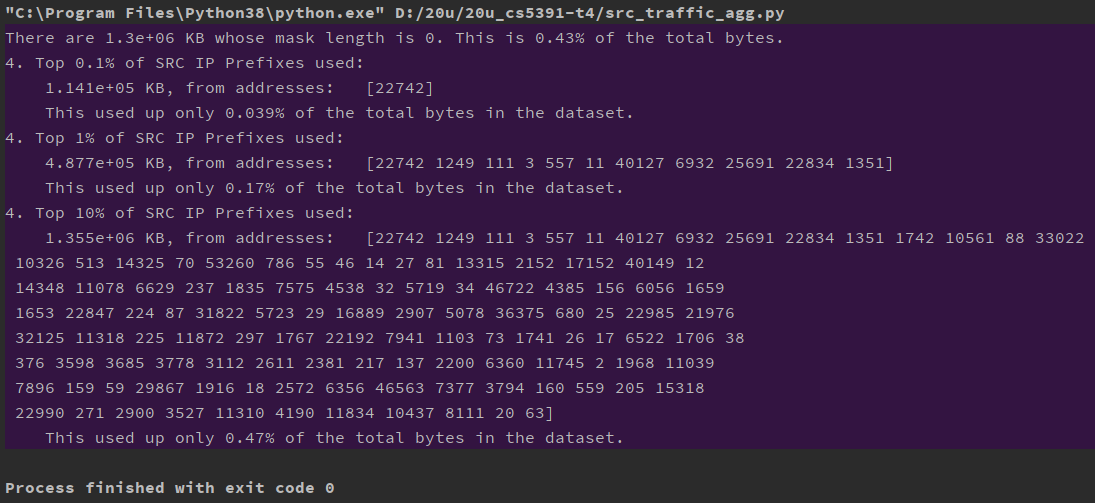 "C:\Program Files\Python38\python.exe" D:/20u/20u_cs5391-t4/src_traffic_agg.py
There are 1.3e+06 KB whose mask length is 0. This is 0.43% of the total bytes.
4. Top 0.1% of SRC IP Prefixes used:
    1.141e+05 KB, from addresses:   [22742]
    This used up only 0.039% of the total bytes in the dataset.
4. Top 1% of SRC IP Prefixes used:
    4.877e+05 KB, from addresses:   [22742 1249 111 3 557 11 40127 6932 25691 22834 1351]
    This used up only 0.17% of the total bytes in the dataset.
4. Top 10% of SRC IP Prefixes used:
    1.355e+06 KB, from addresses:   [22742 1249 111 3 557 11 40127 6932 25691 22834 1351 1742 10561 88 33022
 10326 513 14325 70 53260 786 55 46 14 27 81 13315 2152 17152 40149 12
 14348 11078 6629 237 1835 7575 4538 32 5719 34 46722 4385 156 6056 1659
 1653 22847 224 87 31822 5723 29 16889 2907 5078 36375 680 25 22985 21976
 32125 11318 225 11872 297 1767 22192 7941 1103 73 1741 26 17 6522 1706 38
 376 3598 3685 3778 3112 2611 2381 217 137 2200 6360 11745 2 1968 11039
 7896 159 59 29867 1916 18 2572 6356 46563 7377 3794 160 559 205 15318
 22990 271 2900 3527 11310 4190 11834 10437 8111 20 63]
    This used up only 0.47% of the total bytes in the dataset.
Process finished with exit code 0